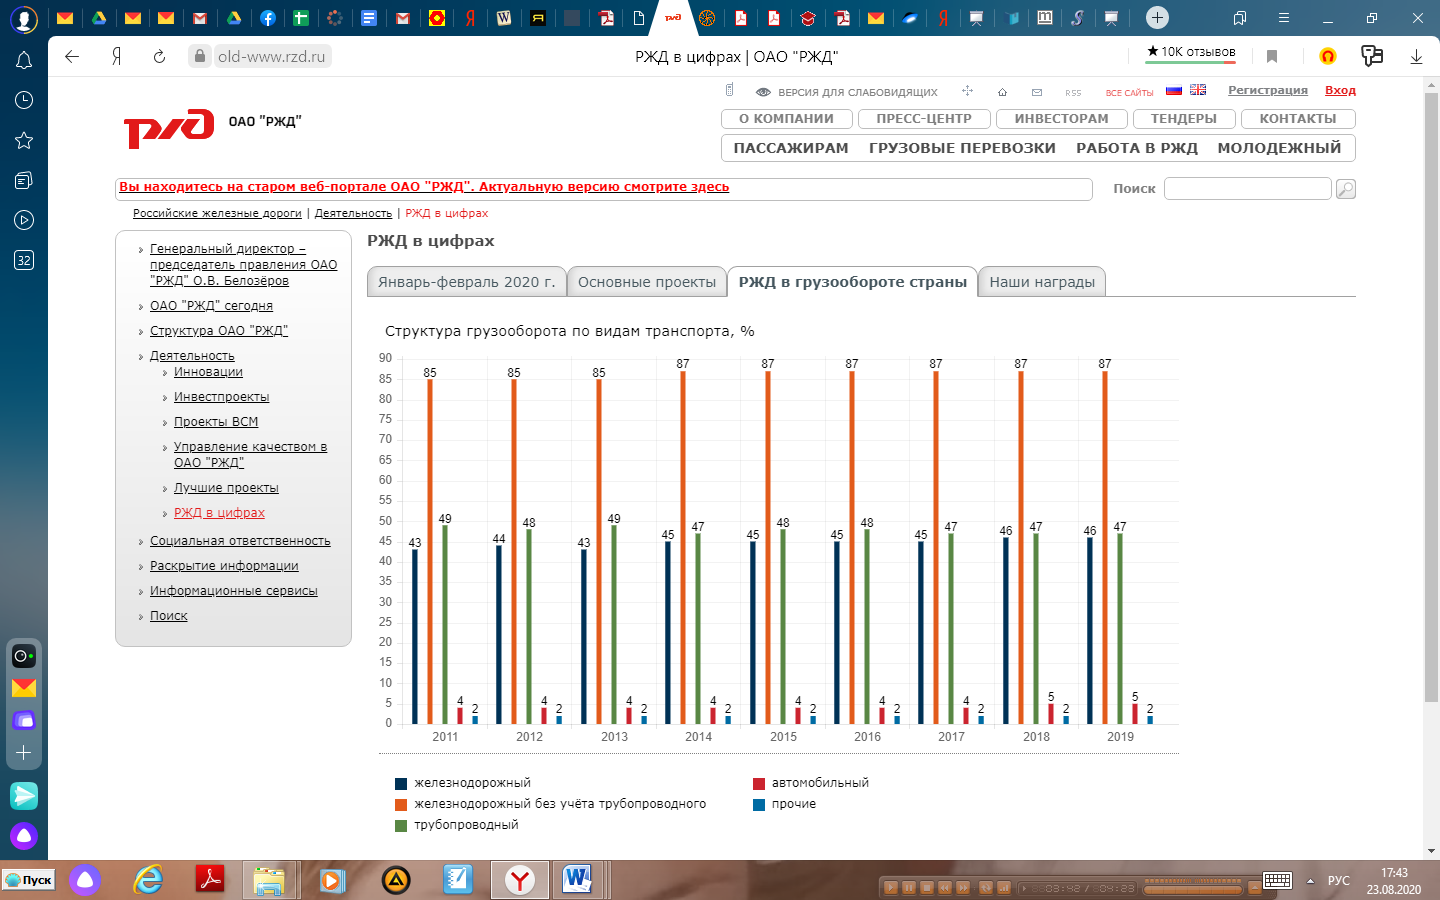 old-www.rzd.ru
РЖД в цифрах | ОАО "РЖД"
★ 10К отзывов
ВЕРСИЯ ДЛЯ СЛАБОВИДЯЩИХ
RSS
ВСЕ САЙТЫ
Регистрация
Вход
ОАО "РЖД"
О КОМПАНИИ
ПРЕСС-ЦЕНТР
ИНВЕСТОРАМ
ТЕНДЕРЫ
КОНТАКТЫ
ПАССАЖИРАМ
ГРУЗОВЫЕ ПЕРЕВОЗКИ
РАБОТА В РЖД
МОЛОДЕЖНЫЙ
Вы находитесь на старом веб-портале ОАО "РЖД". Актуальную версию смотрите здесь
Поиск
Российские железные дороги | Деятельность | РЖД в цифрах
32
Генеральный директор –
председатель правления ОАО
"РЖД" О.В. Белозёров
ОАО "РЖД" сегодня
Структура ОАО "РЖД"
Деятельность
Инновации
Инвестпроекты
Проекты ВСМ
Управление качеством в
ОАО "РЖД"
Лучшие проекты
РЖД в цифрах
Социальная ответственность
Раскрытие информации
Информационные сервисы
Поиск
РЖД в цифрах
Январь-февраль 2020 г.
Основные проекты
РЖД в грузообороте страны
Наши награды
Структура грузооборота по видам транспорта, %
90
85
80
75
70
65
60
55
50
45
40
35
30
25
20
15
10
5
0
43 85 49 4 2
44 85 48 4 2
43 85 49 4 2
45 87 47 4 2
45 87 48 4 2
45 87 48 4 2
45 87 47 4 2
46 87 47 5 2
46 87 47 5 2
2011 2012 2013 2014 2015 2016 2017 2018 2019
железнодорожный
железнодорожный без учёта трубопроводного
трубопроводный
автомобильный
прочие
Пуск
03:42 / 04:23
РУС
17:43
23.08.2020